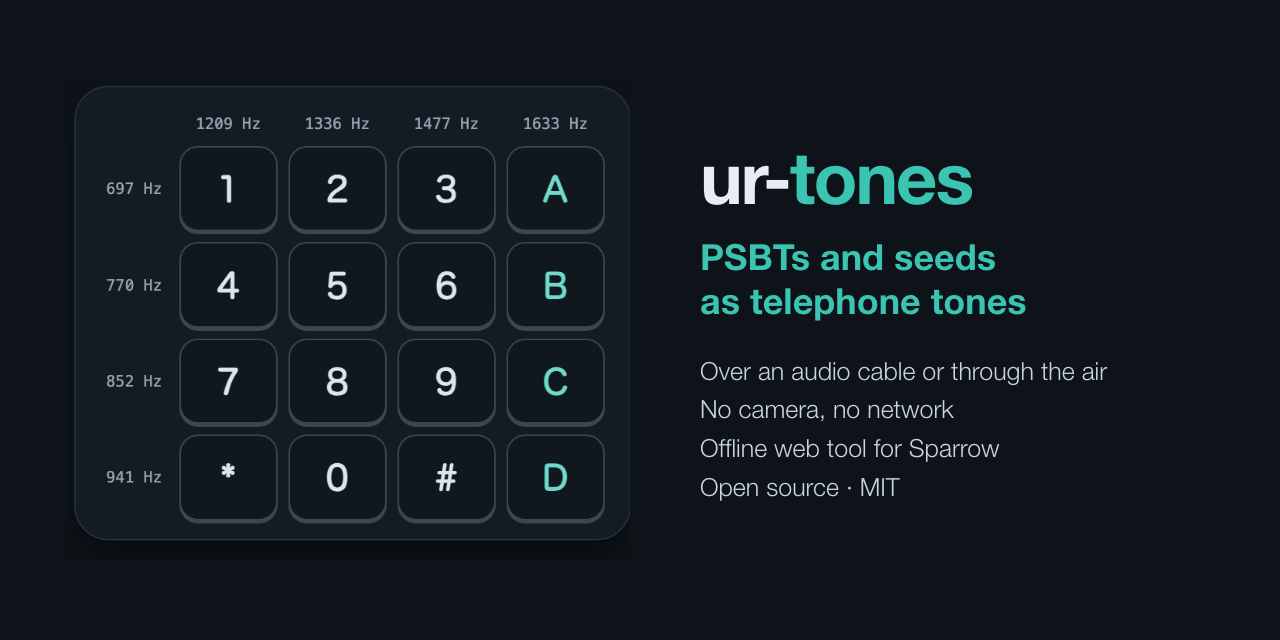 1209 Hz 1336 Hz 1477 Hz 1633 Hz
697 Hz 1 2 3 A
770 Hz 4 5 6 B
852 Hz 7 8 9 C
941 Hz * 0 # D
ur-tones
PSBTs and seeds
as telephone tones
Over an audio cable or through the air
No camera, no network
Offline web tool for Sparrow
Open source · MIT